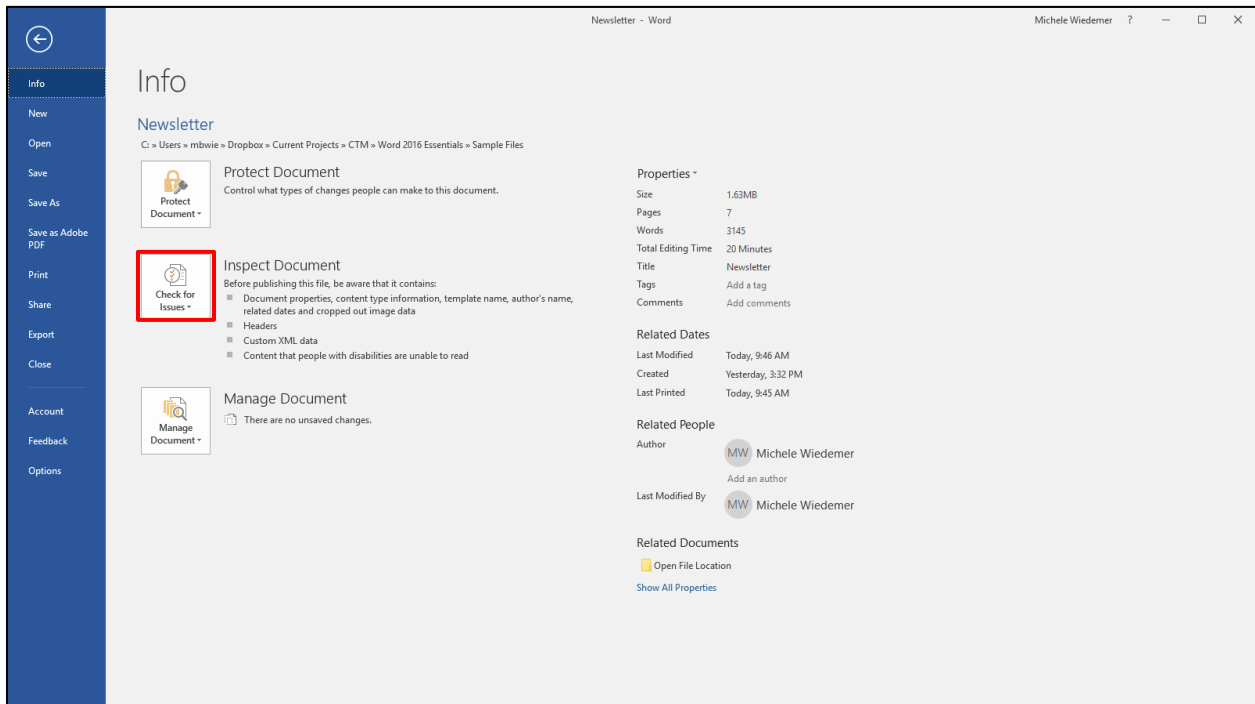 Newsletter - Word
Michele Wiedemer ?
Info
New
Open
Save
Save As
Save as Adobe
PDF
Print
Share
Export
Close
Account
Feedback
Options
Info
Newsletter
C: » Users » mbwie » Dropbox » Current Projects » CTM » Word 2016 Essentials » Sample Files
Protect
Document
Protect Document
Control what types of changes people can make to this document.
Check for
Issues
Inspect Document
Before publishing this file, be aware that it contains:
Document properties, content type information, template name, author's name,
related dates and cropped out image data
Headers
Custom XML data
Content that people with disabilities are unable to read
Manage
Document
Manage Document
There are no unsaved changes.
Properties
Size 1.63MB
Pages 7
Words 3145
Total Editing Time 20 Minutes
Title Newsletter
Tags Add a tag
Comments Add comments
Related Dates
Last Modified Today, 9:46 AM
Created Yesterday, 3:32 PM
Last Printed Today, 9:45 AM
Related People
Author MW Michele Wiedemer
Add an author
Last Modified By MW Michele Wiedemer
Related Documents
Open File Location
Show All Properties